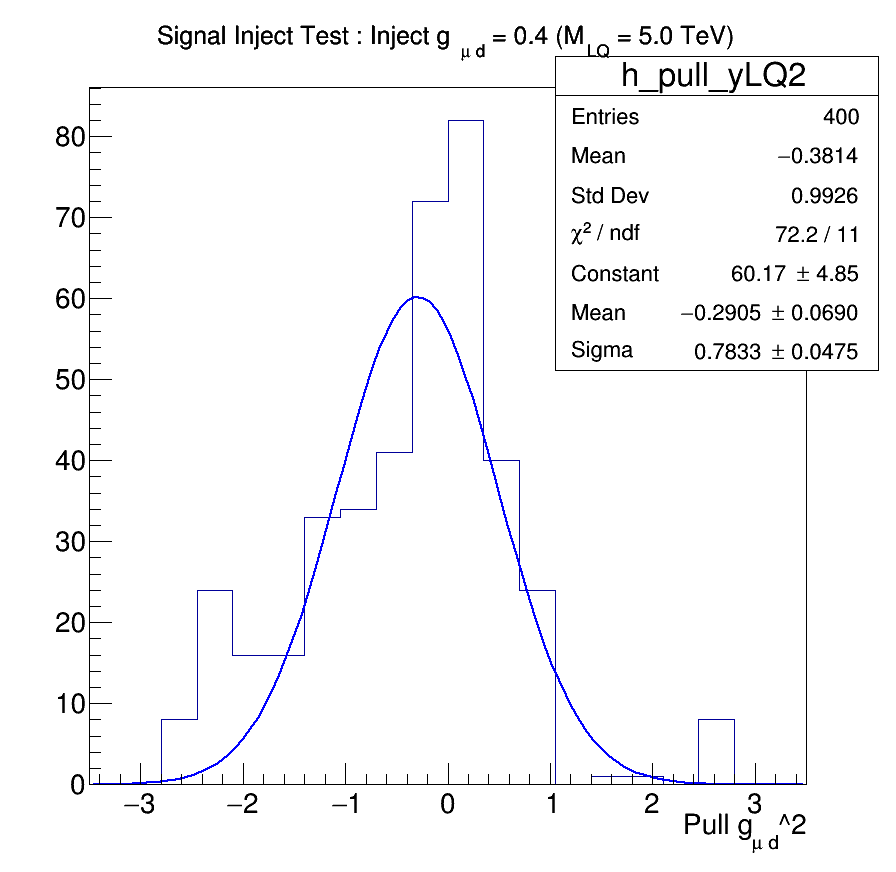 Signal Inject Test : Inject g μ d = 0.4 (M LQ = 5.0 TeV)
h_pull_yLQ2
Entries 400
Mean −0.3814
Std Dev 0.9926
χ² / ndf 72.2 / 11
Constant 60.17 ± 4.85
Mean −0.2905 ± 0.0690
Sigma 0.7833 ± 0.0475
80
70
60
50
40
30
20
10
0
−3 −2 −1 0 1 2 3
Pull g μ d ^2